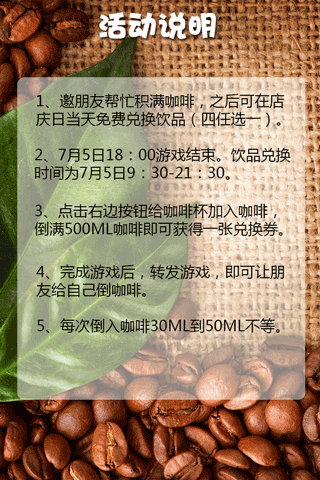 活动说明
1、邀朋友帮忙积满咖啡，之后可在店
庆日当天免费兑换饮品（四任选一）。
2、7月5日18：00游戏结束。饮品兑换
时间为7月5日9：30-21：30。
3、点击右边按钮给咖啡杯加入咖啡，
倒满500ML咖啡即可获得一张兑换券。
4、完成游戏后，转发游戏，即可让朋
友给自己倒咖啡。
5、每次倒入咖啡30ML到50ML不等。